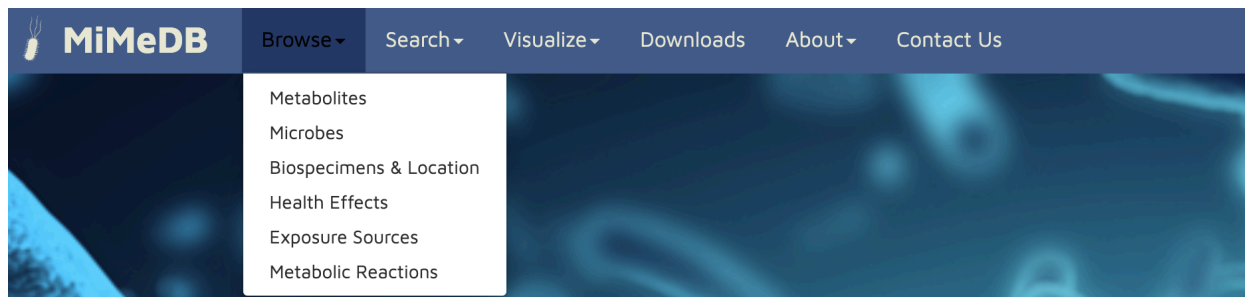 MiMeDB Browse Search Visualize Downloads About Contact Us
Metabolites
Microbes
Biospecimens & Location
Health Effects
Exposure Sources
Metabolic Reactions